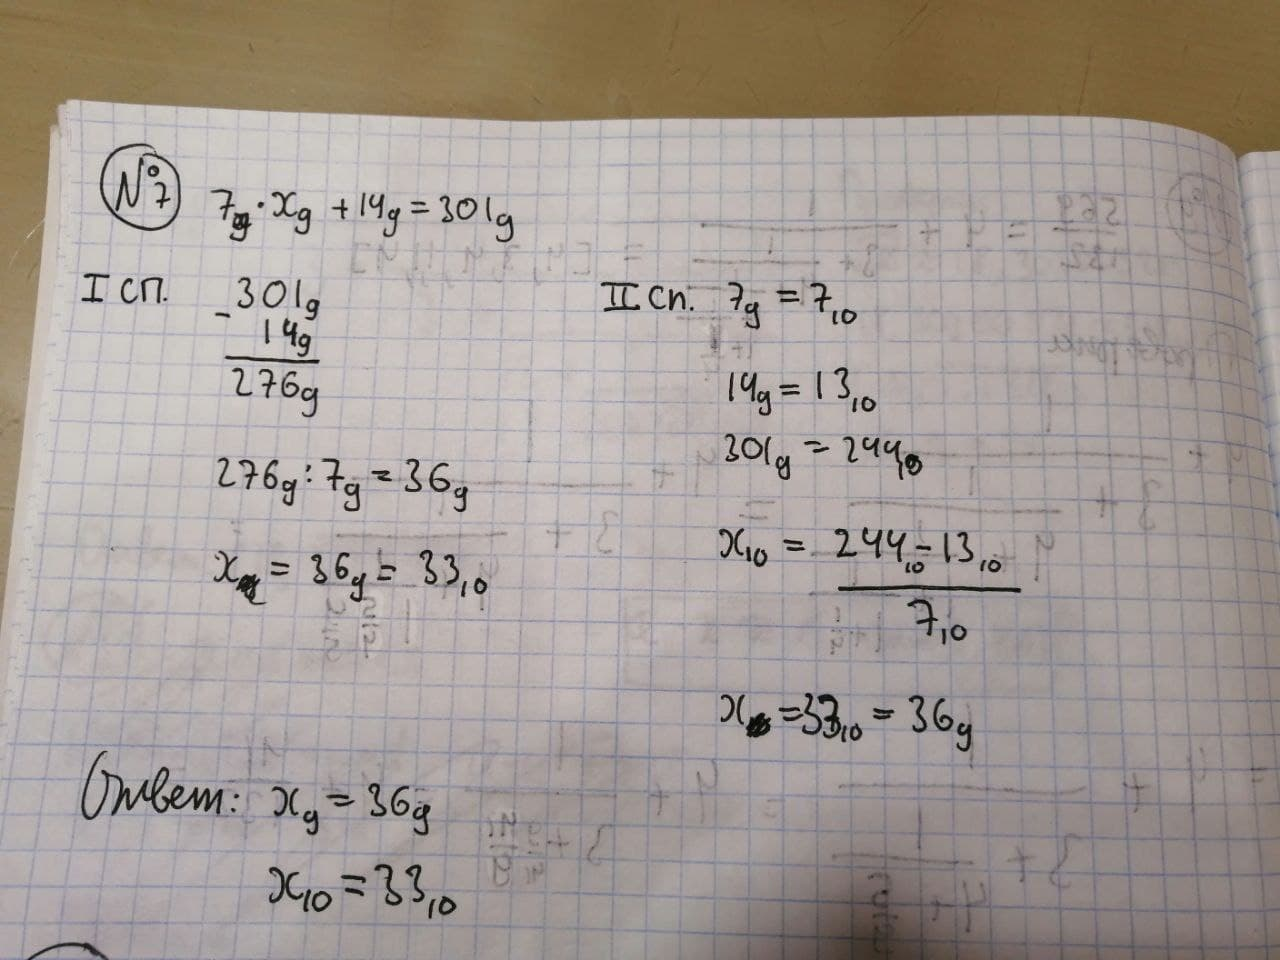 №7
7₉·x₉ + 14₉ = 301₉
I сп.
-301₉
14₉
276₉
276₉ : 7₉ = 36₉
x = 36₉ = 33₁₀
II сп. 7₉ = 7₁₀
14₉ = 13₁₀
301₉ = 244₁₀
x₁₀ = 244₁₀ - 13₁₀
7₁₀
x = 33₁₀ = 36₉
Ответ: x₉ = 36₉
x₁₀ = 33₁₀